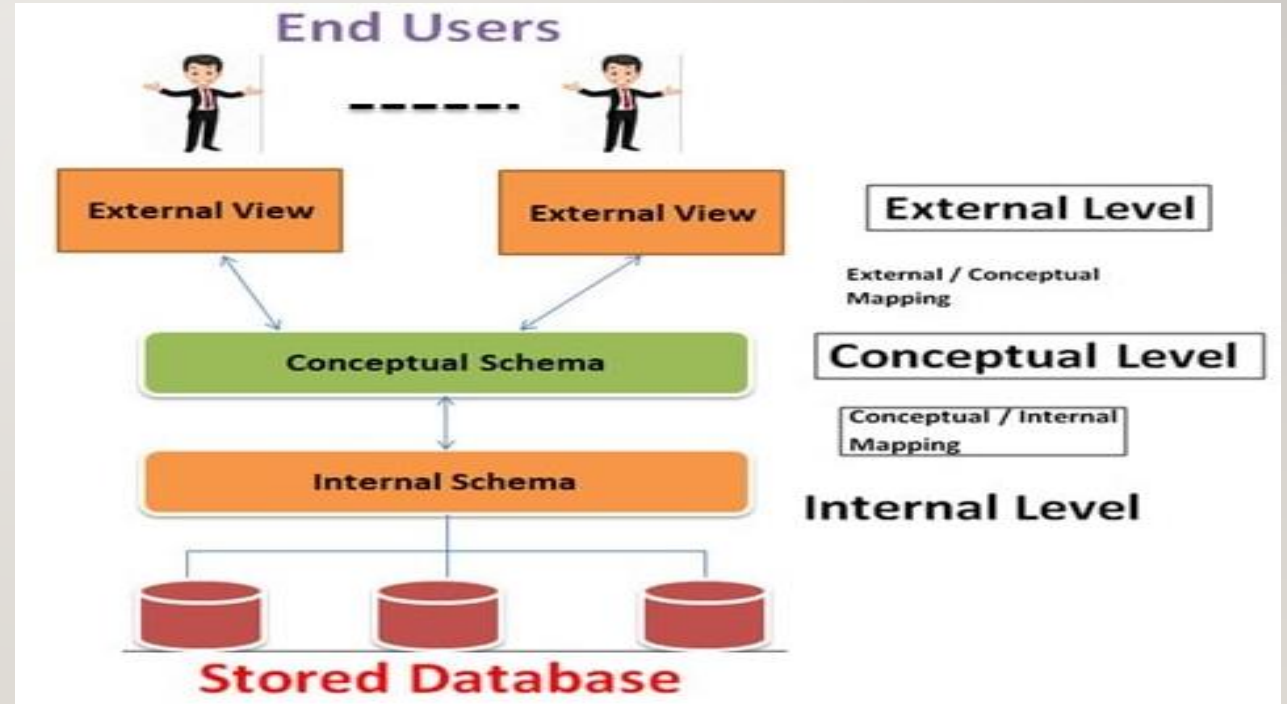 End Users
External View
External View
External Level
External / Conceptual
Mapping
Conceptual Schema
Conceptual Level
Conceptual / Internal
Mapping
Internal Schema
Internal Level
Stored Database